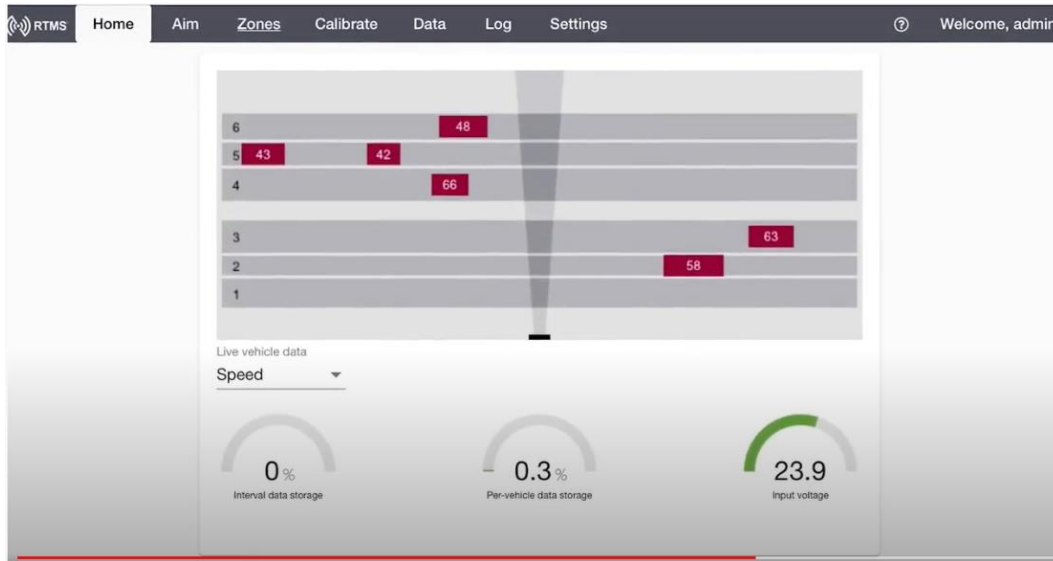 RTMS Home Aim Zones Calibrate Data Log Settings ? Welcome, admin
6 48
5 43 42
4 66
3 63
2 58
1
Live vehicle data
Speed
0 % 0.3 % 23.9
Interval data storage Per-vehicle data storage Input voltage